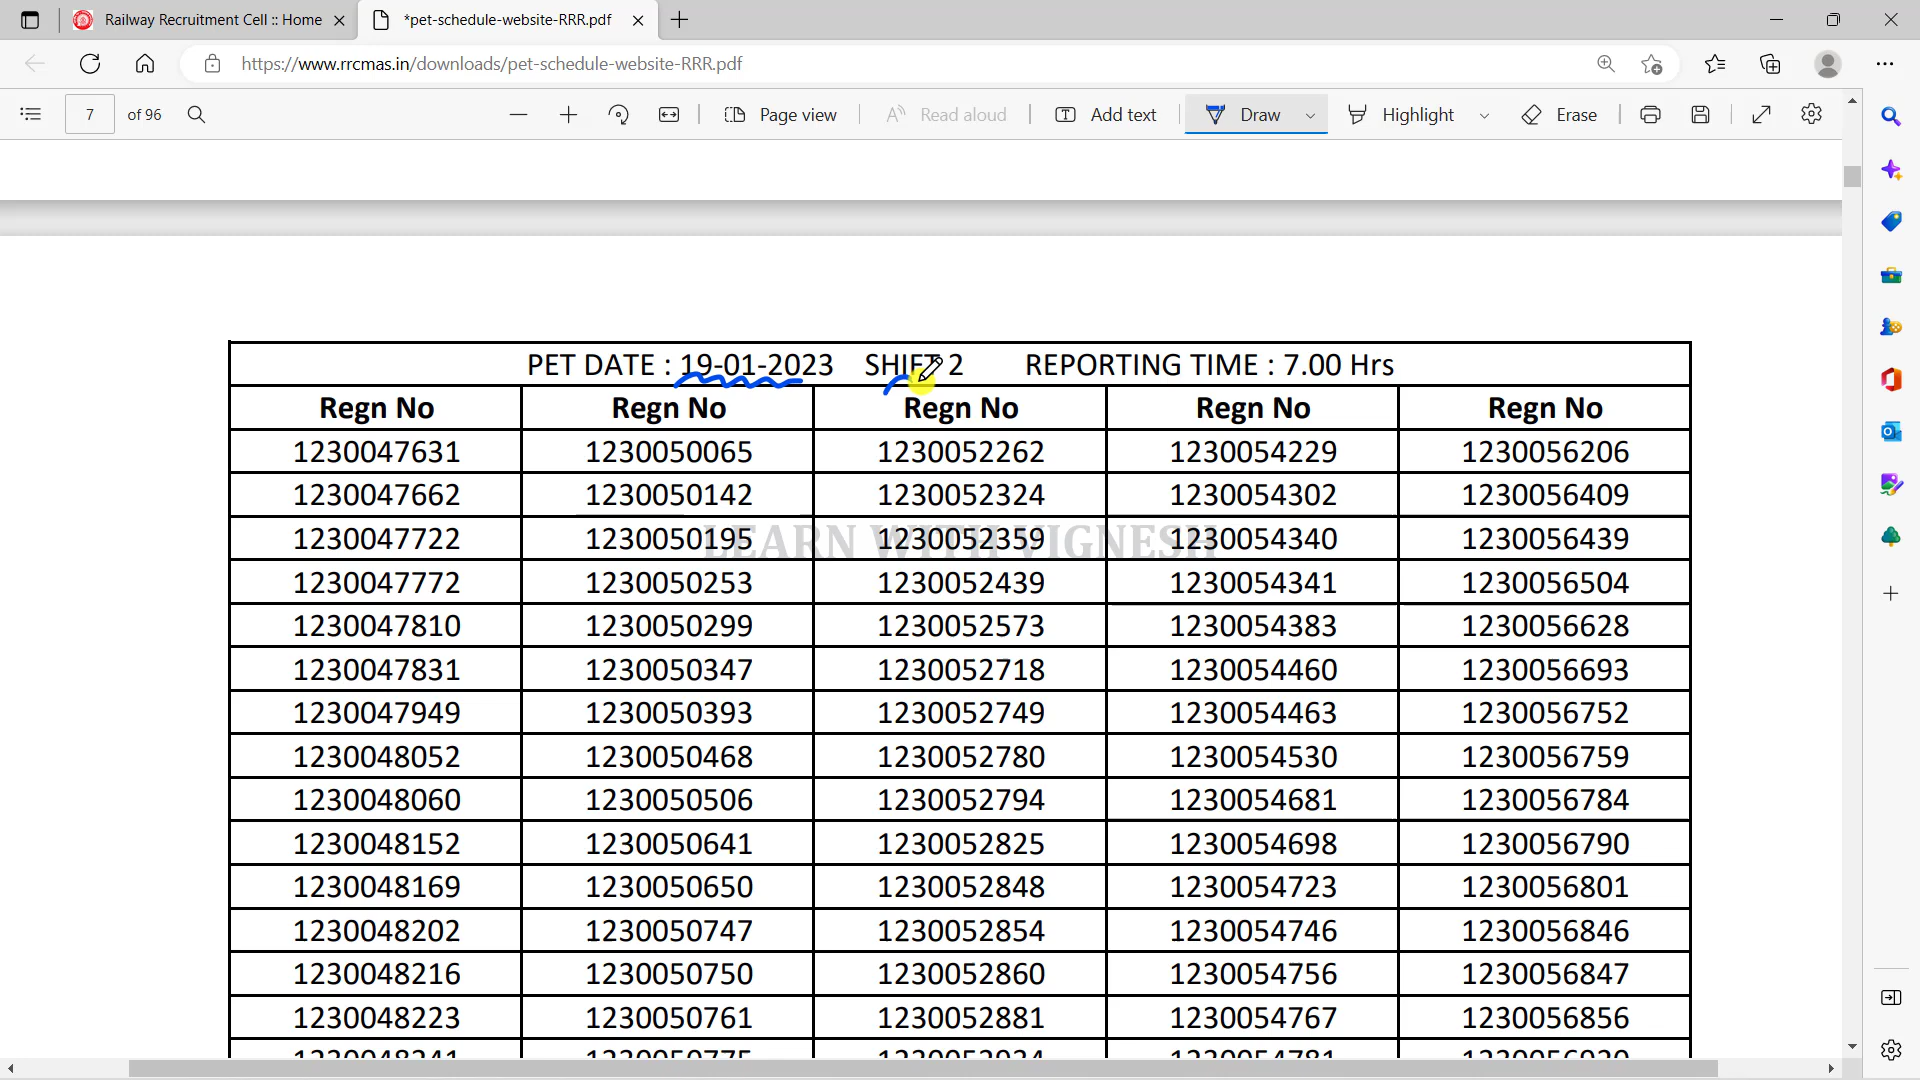 Railway Recruitment Cell :: Home
*pet-schedule-website-RRR.pdf
https://www.rrcmas.in/downloads/pet-schedule-website-RRR.pdf
7 of 96
Page view
Read aloud
Add text
Draw
Highlight
Erase
PET DATE : 19-01-2023 SHIFT 2 REPORTING TIME : 7.00 Hrs
Regn No Regn No Regn No Regn No Regn No
1230047631 1230050065 1230052262 1230054229 1230056206
1230047662 1230050142 1230052324 1230054302 1230056409
1230047722 1230050195 1230052359 1230054340 1230056439
LEARN WITH VIGNESH
1230047772 1230050253 1230052439 1230054341 1230056504
1230047810 1230050299 1230052573 1230054383 1230056628
1230047831 1230050347 1230052718 1230054460 1230056693
1230047949 1230050393 1230052749 1230054463 1230056752
1230048052 1230050468 1230052780 1230054530 1230056759
1230048060 1230050506 1230052794 1230054681 1230056784
1230048152 1230050641 1230052825 1230054698 1230056790
1230048169 1230050650 1230052848 1230054723 1230056801
1230048202 1230050747 1230052854 1230054746 1230056846
1230048216 1230050750 1230052860 1230054756 1230056847
1230048223 1230050761 1230052881 1230054767 1230056856